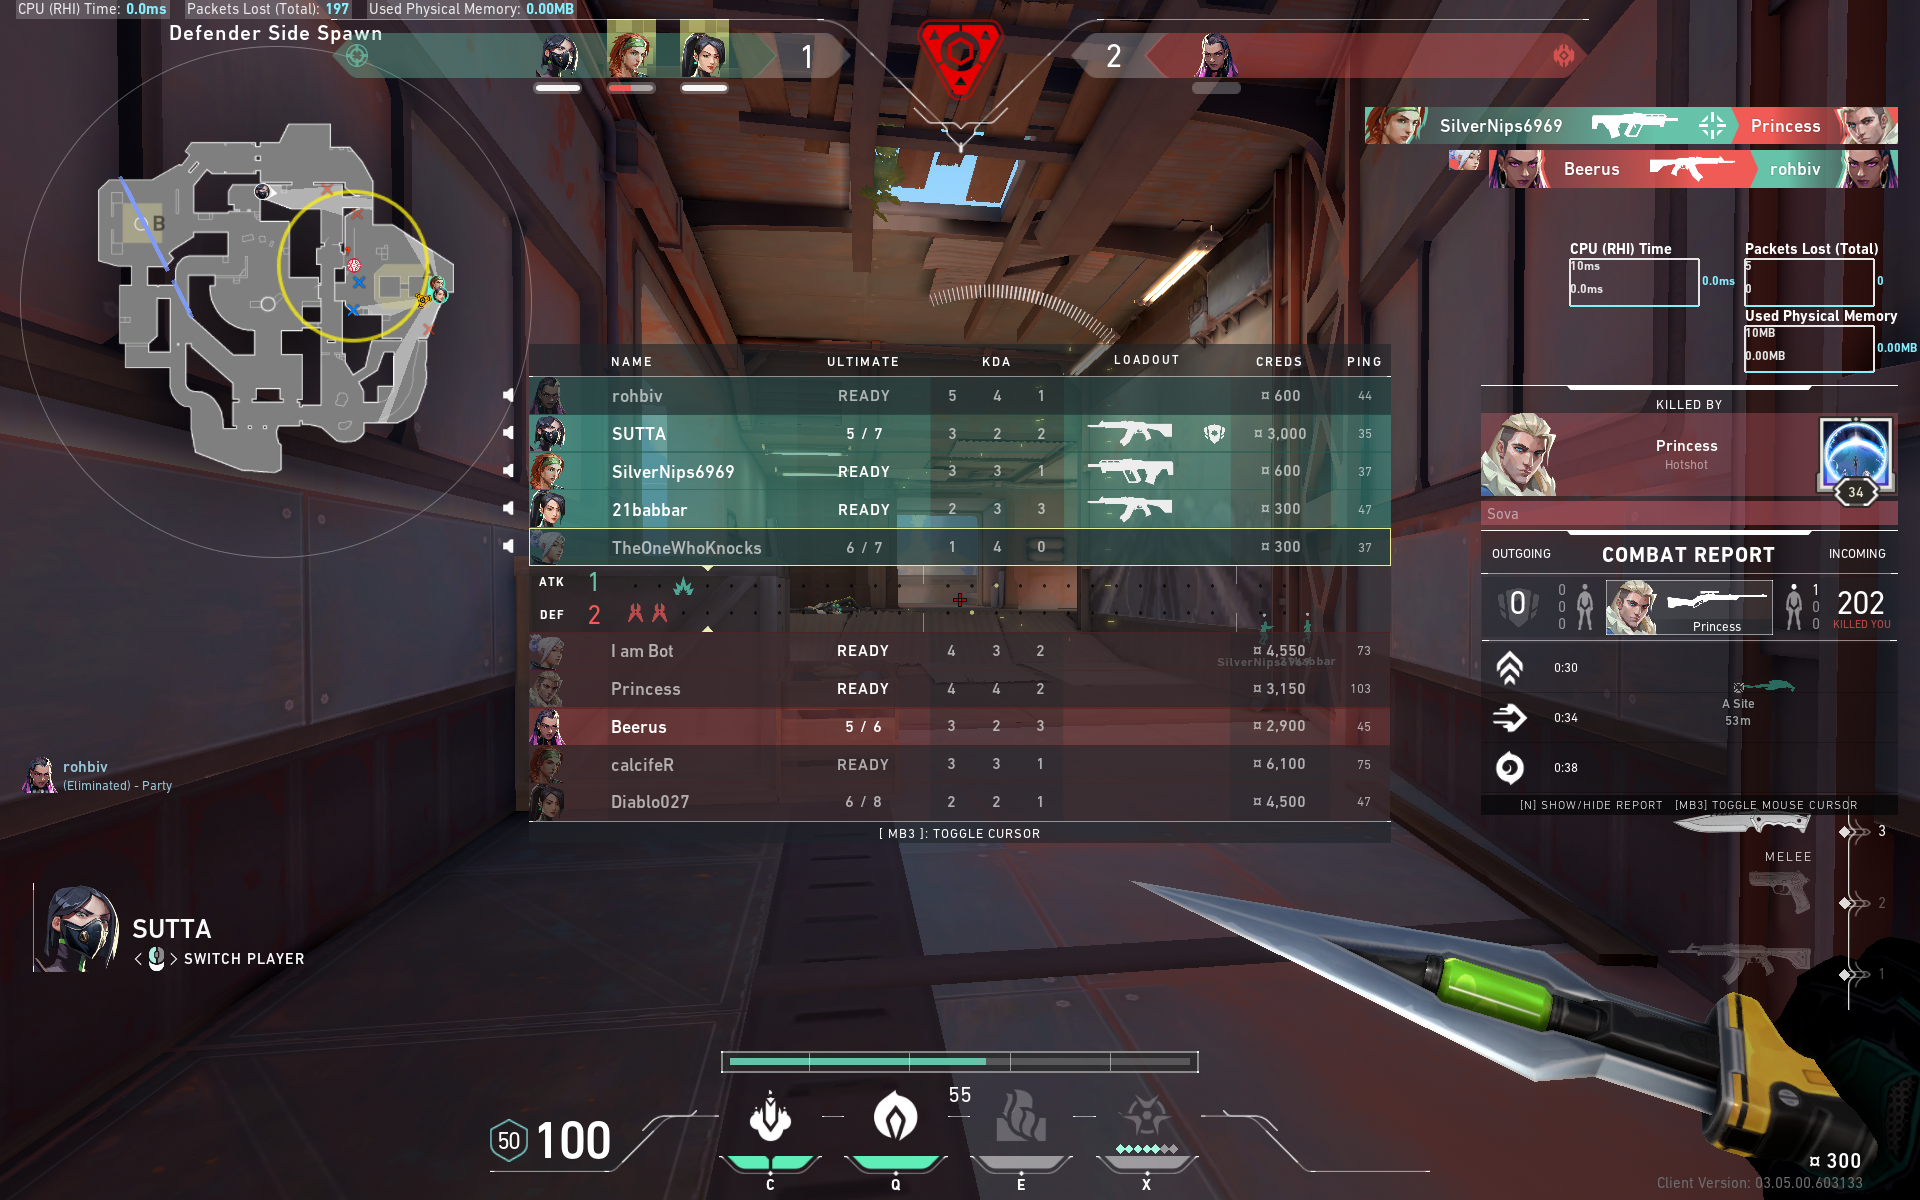 CPU (RHI) Time: 0.0ms Packets Lost (Total): 197 Used Physical Memory: 0.00MB
Defender Side Spawn
1
2
B
SilverNips6969 Princess
Beerus rohbiv
CPU (RHI) Time
10ms
0.0ms
0.0ms
Packets Lost (Total)
5
0
0
Used Physical Memory
10MB
0.00MB
0.00MB
NAME ULTIMATE KDA LOADOUT CREDS PING
rohbiv READY 5 4 1 ¤ 600 44
SUTTA 5 / 7 3 2 2 ¤ 3,000 35
SilverNips6969 READY 3 3 1 ¤ 600 37
21babbar READY 2 3 3 ¤ 300 47
TheOneWhoKnocks 6 / 7 1 4 0 ¤ 300 37
ATK 1
DEF 2
I am Bot READY 4 3 2 ¤ 4,550 73
Princess READY 4 4 2 ¤ 3,150 103
Beerus 5 / 6 3 2 3 ¤ 2,900 45
calcifeR READY 3 3 1 ¤ 6,100 75
Diablo027 6 / 8 2 2 1 ¤ 4,500 47
[ MB3 ]: TOGGLE CURSOR
KILLED BY
Princess
Hotshot
34
Sova
OUTGOING COMBAT REPORT INCOMING
0 0 0 0 Princess 1 0 0 202
KILLED YOU
0:30
0:34
0:38
A Site
53m
[N] SHOW/HIDE REPORT [MB3] TOGGLE MOUSE CURSOR
3
MELEE
2
1
rohbiv
(Eliminated) - Party
SUTTA
< > SWITCH PLAYER
55
50 100
C Q E X
¤ 300
Client Version: 03.05.00.603133